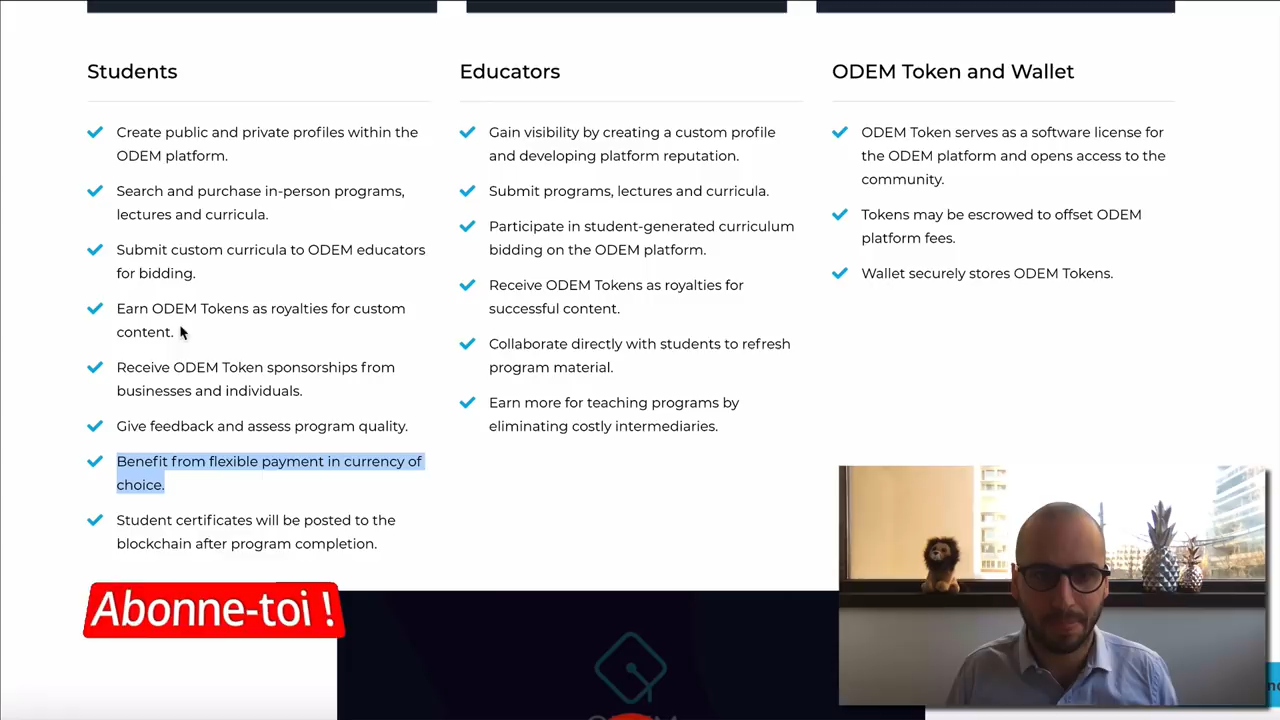 Students
Create public and private profiles within the
ODEM platform.
Search and purchase in-person programs,
lectures and curricula.
Submit custom curricula to ODEM educators
for bidding.
Earn ODEM Tokens as royalties for custom
content.
Receive ODEM Token sponsorships from
businesses and individuals.
Give feedback and assess program quality.
Benefit from flexible payment in currency of
choice.
Student certificates will be posted to the
blockchain after program completion.
Educators
Gain visibility by creating a custom profile
and developing platform reputation.
Submit programs, lectures and curricula.
Participate in student-generated curriculum
bidding on the ODEM platform.
Receive ODEM Tokens as royalties for
successful content.
Collaborate directly with students to refresh
program material.
Earn more for teaching programs by
eliminating costly intermediaries.
ODEM Token and Wallet
ODEM Token serves as a software license for
the ODEM platform and opens access to the
community.
Tokens may be escrowed to offset ODEM
platform fees.
Wallet securely stores ODEM Tokens.
Abonne-toi !